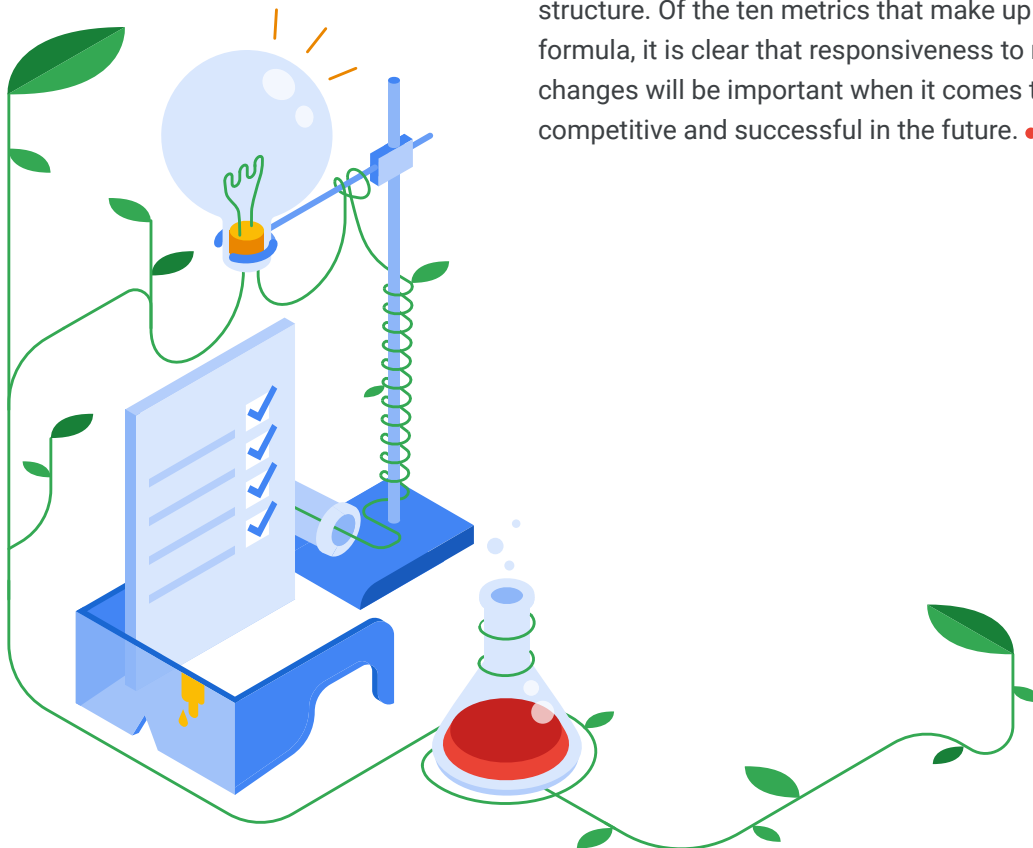 structure. Of the ten metrics that make up
formula, it is clear that responsiveness to
changes will be important when it comes
competitive and successful in the future.